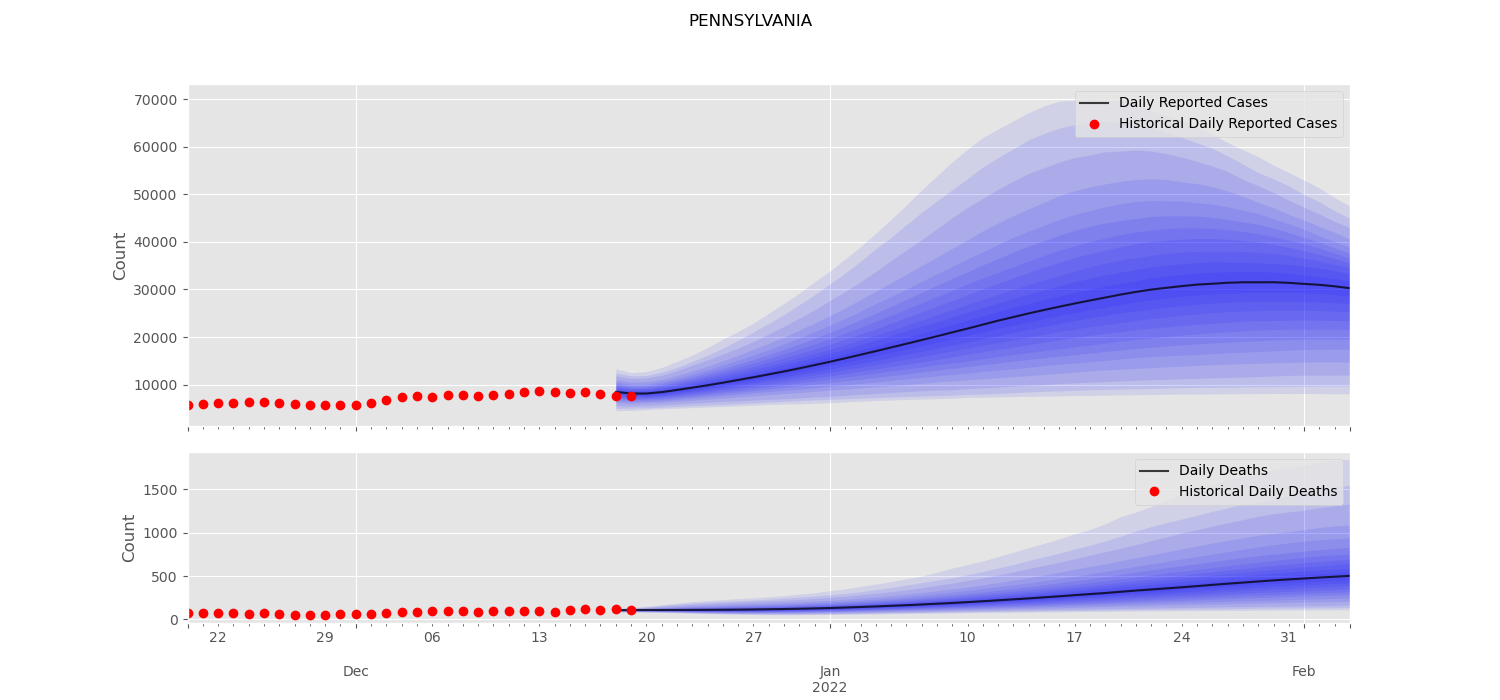 PENNSYLVANIA
70000
60000
50000
40000
30000
20000
10000
Count
Daily Reported Cases
Historical Daily Reported Cases
1500
1000
500
0
Count
Daily Deaths
Historical Daily Deaths
22 29 06 13 20 27 03 10 17 24 31
Dec Jan Feb
2022